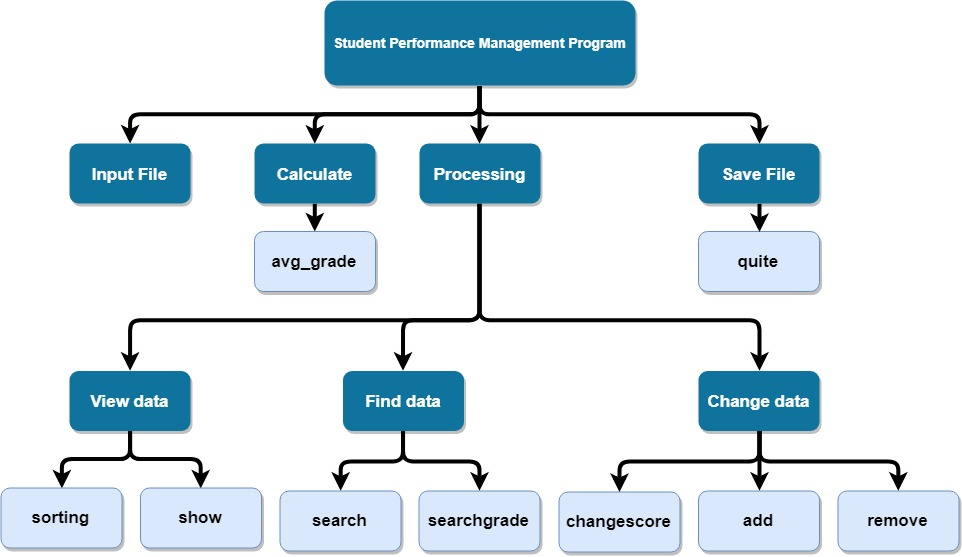 Student Performance Management Program
Input File
Calculate
Processing
Save File
avg_grade
quite
View data
Find data
Change data
sorting
show
search
searchgrade
changescore
add
remove